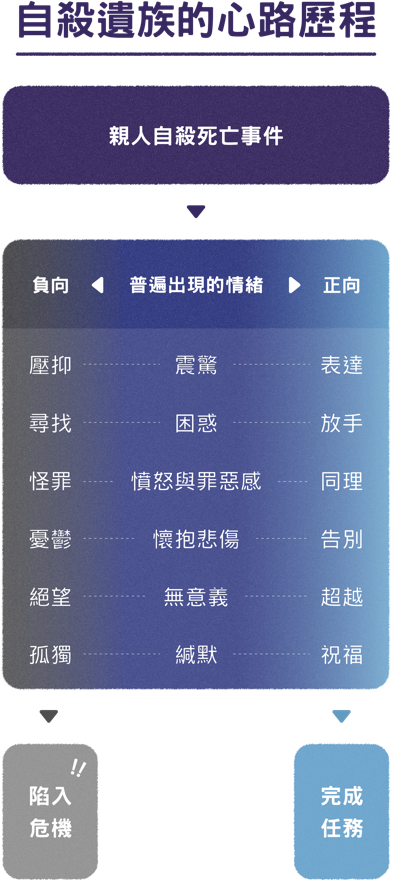 自殺遺族的心路歷程
親人自殺死亡事件
負向 普遍出現的情緒 正向
壓抑 震驚 表達
尋找 困惑 放手
怪罪 憤怒與罪惡感 同理
憂鬱 懷抱悲傷 告別
絕望 無意義 超越
孤獨 緘默 祝福
!!
陷入 完成
危機 任務